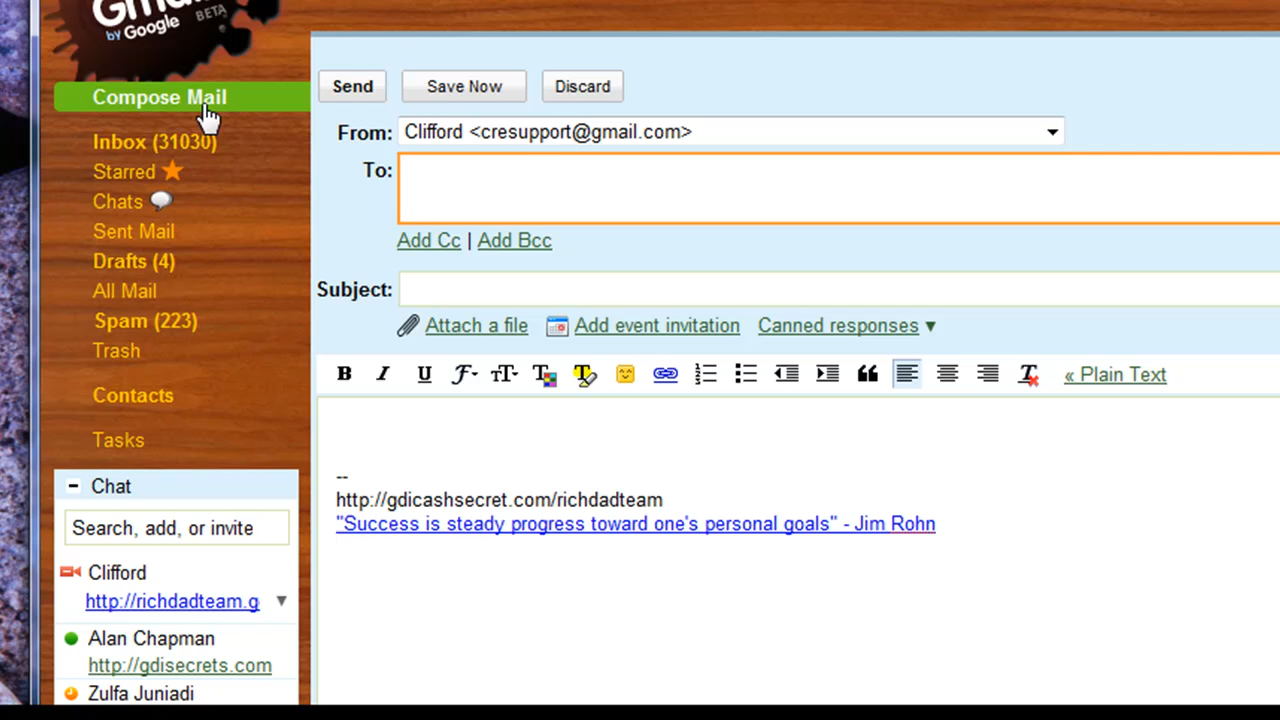 Gmail
by Google BETA
Compose Mail
Inbox (31030)
Starred
Chats
Sent Mail
Drafts (4)
All Mail
Spam (223)
Trash
Contacts
Tasks
Chat
Search, add, or invite
Clifford
http://richdadteam.g
Alan Chapman
http://gdisecrets.com
Zulfa Juniadi
Send Save Now Discard
From: Clifford <cresupport@gmail.com>
To:
Add Cc | Add Bcc
Subject:
Attach a file Add event invitation Canned responses ▼
B I U F T T T « Plain Text
--
http://gdicashsecret.com/richdadteam
"Success is steady progress toward one's personal goals" - Jim Rohn